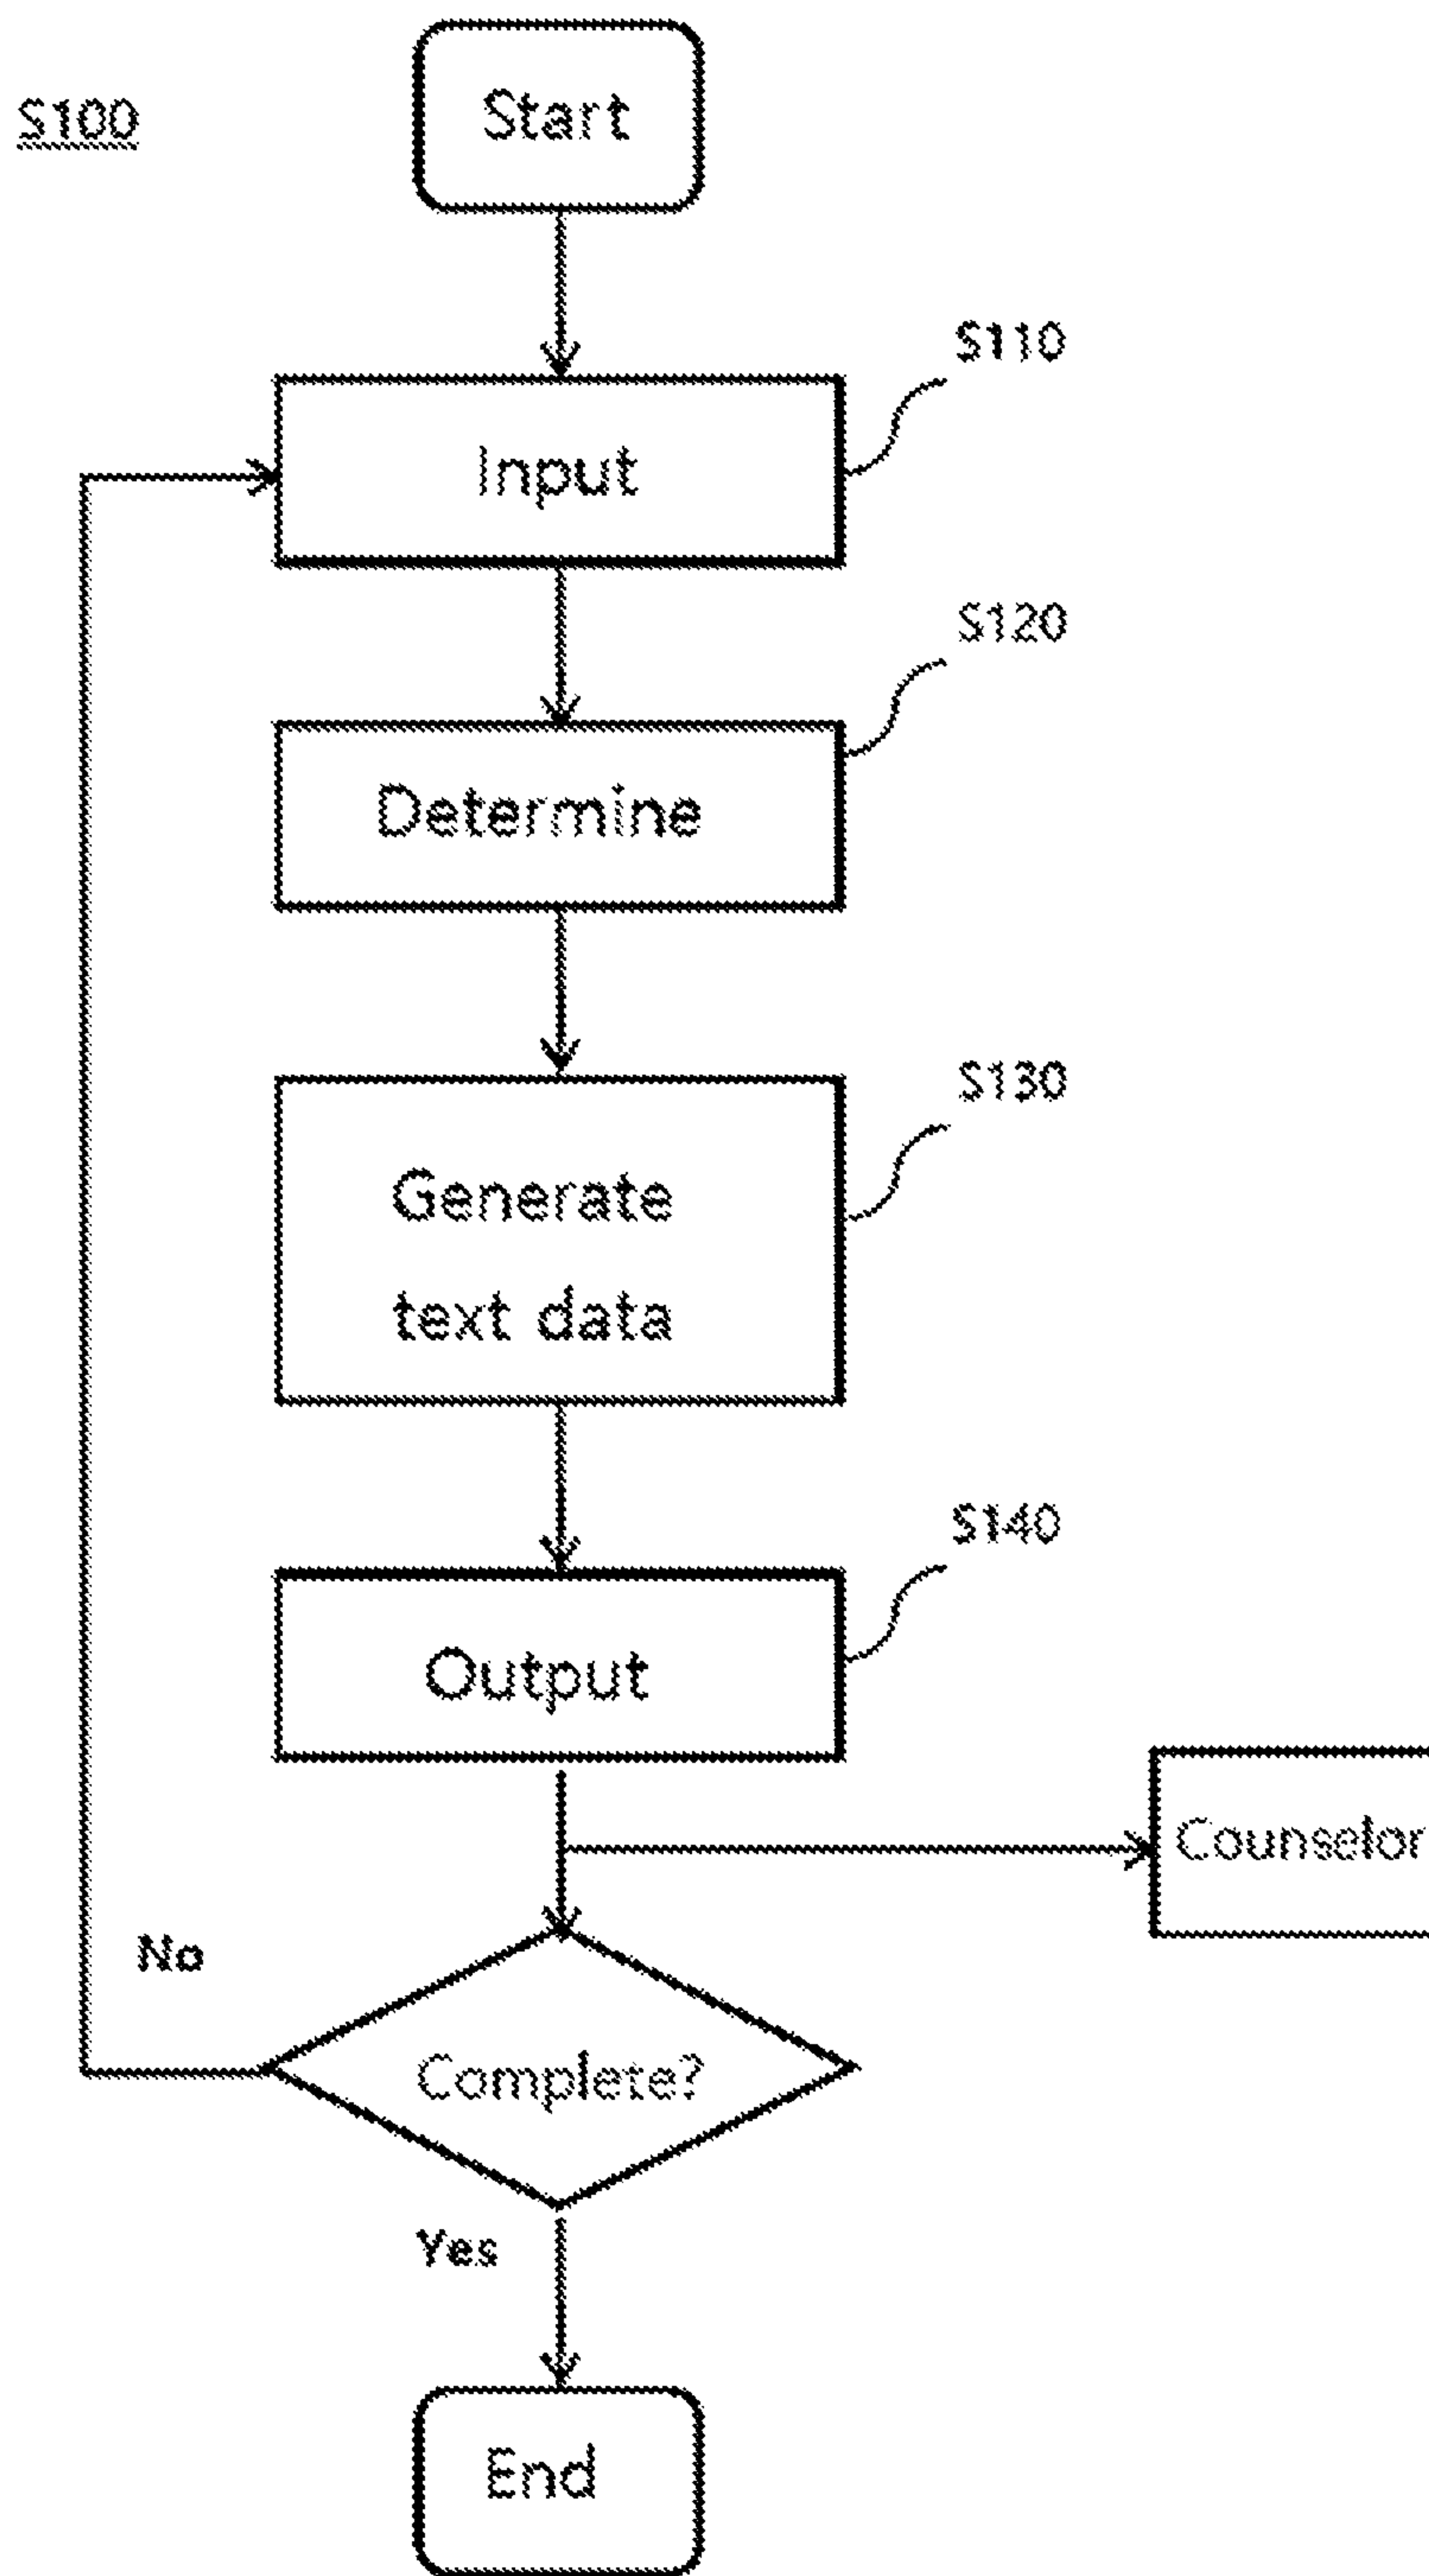 S100
Start
S110
Input
S120
Determine
S130
Generate
text data
S140
Output
Counselor
No
Complete?
Yes
End